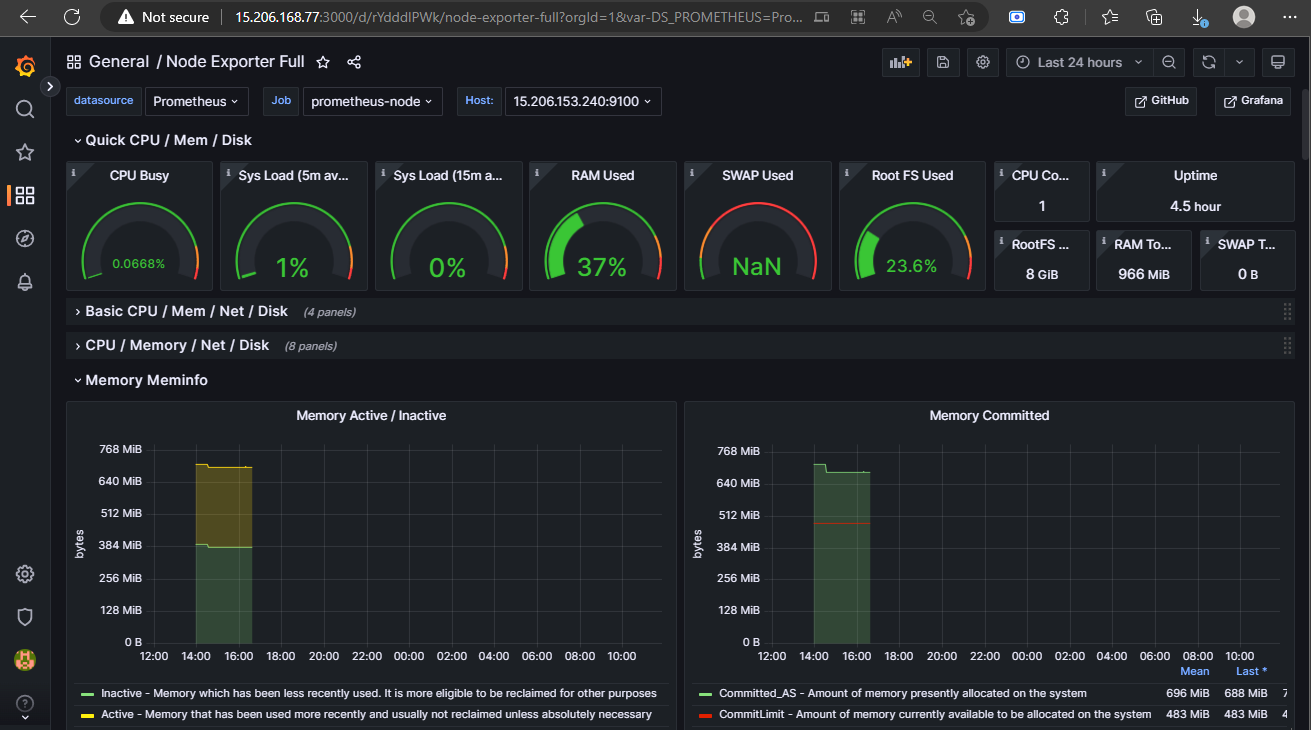 Not secure
15.206.168.77:3000/d/rYdddlPWk/node-exporter-full?orgId=1&var-DS_PROMETHEUS=Pro...
General / Node Exporter Full
Last 24 hours
datasource Prometheus Job prometheus-node Host: 15.206.153.240:9100 GitHub Grafana
Quick CPU / Mem / Disk
CPU Busy
0.0668%
Sys Load (5m av...
1%
Sys Load (15m a...
0%
RAM Used
37%
SWAP Used
NaN
Root FS Used
23.6%
CPU Co...
1
Uptime
4.5 hour
RootFS ...
8 GiB
RAM To...
966 MiB
SWAP T...
0 B
Basic CPU / Mem / Net / Disk (4 panels)
CPU / Memory / Net / Disk (8 panels)
Memory Meminfo
Memory Active / Inactive
bytes
768 MiB
640 MiB
512 MiB
384 MiB
256 MiB
128 MiB
0 B
12:00 14:00 16:00 18:00 20:00 22:00 00:00 02:00 04:00 06:00 08:00 10:00
Inactive - Memory which has been less recently used. It is more eligible to be reclaimed for other purposes
Active - Memory that has been used more recently and usually not reclaimed unless absolutely necessary
Memory Committed
bytes
768 MiB
640 MiB
512 MiB
384 MiB
256 MiB
128 MiB
0 B
12:00 14:00 16:00 18:00 20:00 22:00 00:00 02:00 04:00 06:00 08:00 10:00
Mean Last *
Committed_AS - Amount of memory presently allocated on the system 696 MiB 688 MiB
CommitLimit - Amount of memory currently available to be allocated on the system 483 MiB 483 MiB